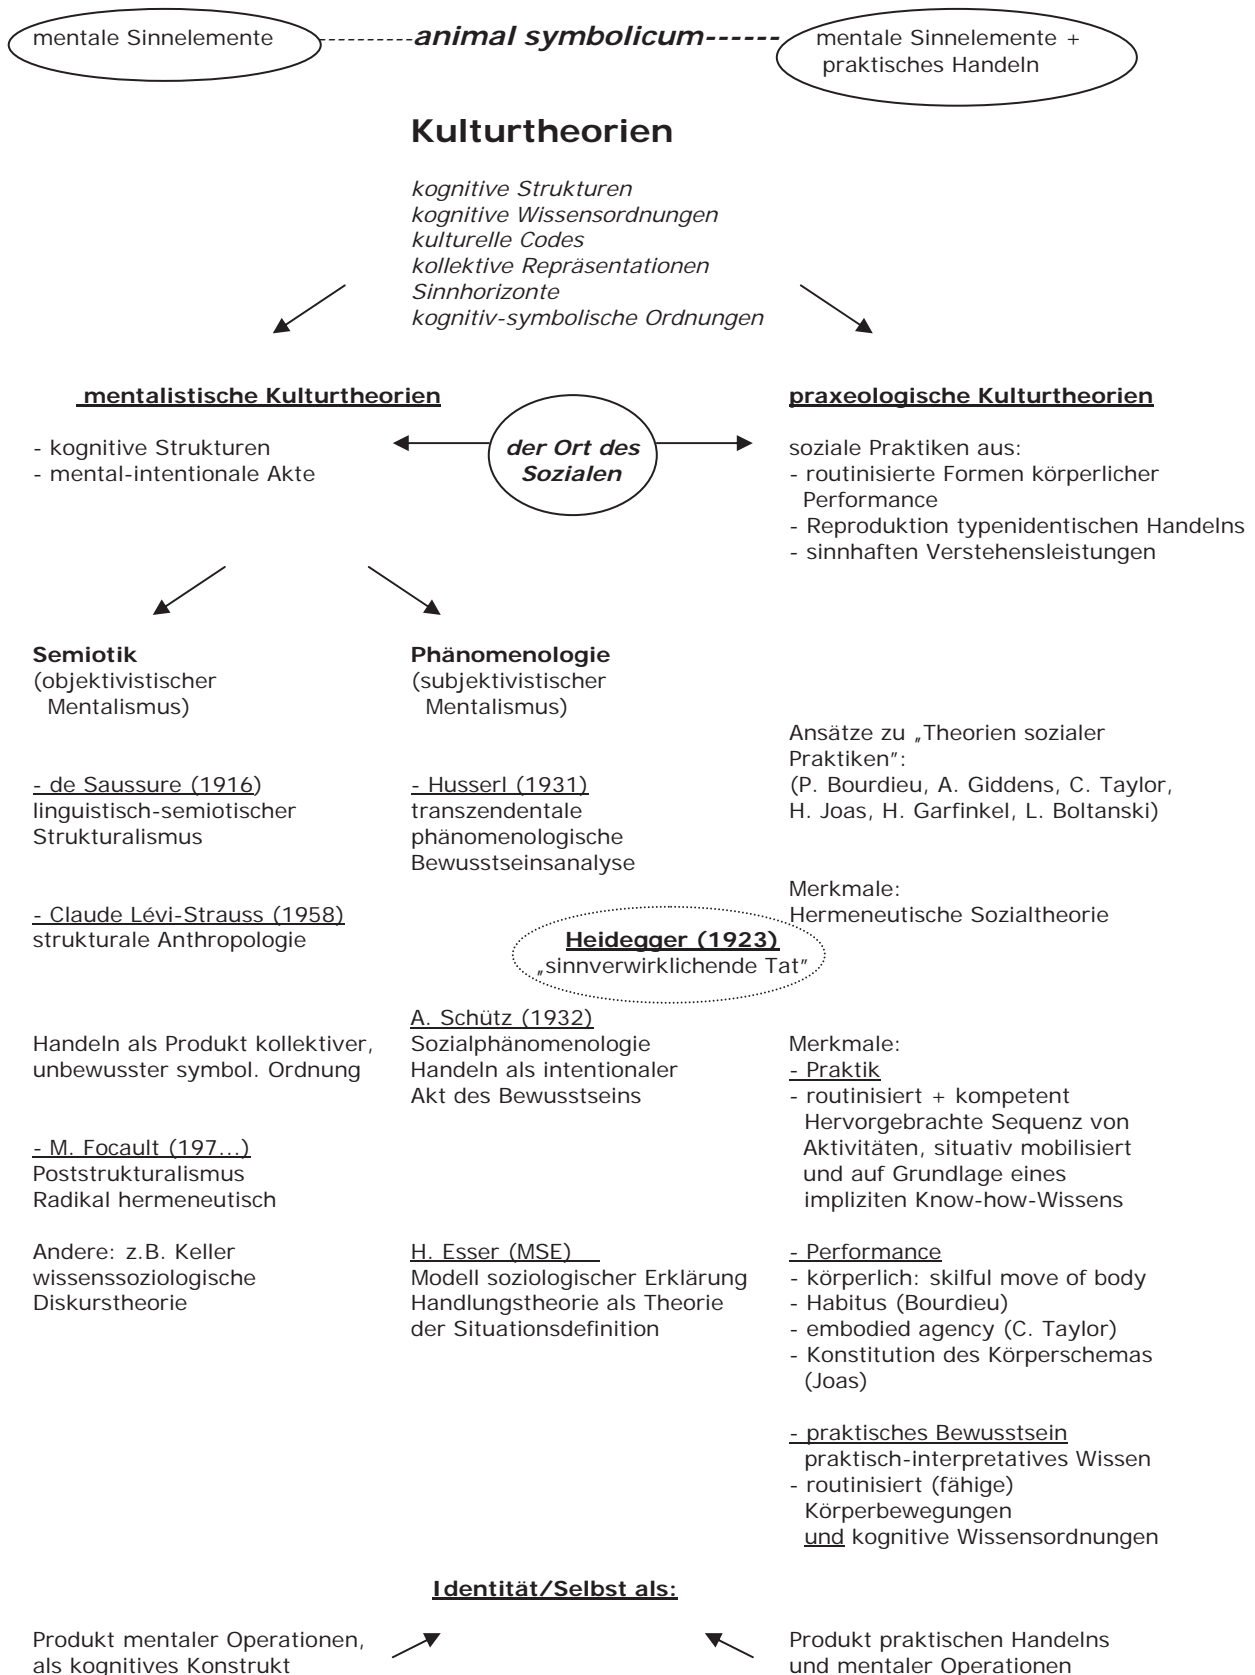 mentale Sinnelemente
----------animal symbolicum------
mentale Sinnelemente +
praktisches Handeln
Kulturtheorien
kognitive Strukturen
kognitive Wissensordnungen
kulturelle Codes
kollektive Repräsentationen
Sinnhorizonte
kognitiv-symbolische Ordnungen
mentalistische Kulturtheorien
- kognitive Strukturen
- mental-intentionale Akte
der Ort des
Sozialen
praxeologische Kulturtheorien
soziale Praktiken aus:
- routinisierte Formen körperlicher
Performance
- Reproduktion typenidentischen Handelns
- sinnhaften Verstehensleistungen
Semiotik
(objektivistischer
Mentalismus)
- de Saussure (1916)
linguistisch-semiotischer
Strukturalismus
- Claude Lévi-Strauss (1958)
strukturale Anthropologie
Handeln als Produkt kollektiver,
unbewusster symbol. Ordnung
- M. Focault (197...)
Poststrukturalismus
Radikal hermeneutisch
Andere: z.B. Keller
wissenssoziologische
Diskurstheorie
Phänomenologie
(subjektivistischer
Mentalismus)
- Husserl (1931)
transzendentale
phänomenologische
Bewusstseinsanalyse
Heidegger (1923)
„sinnverwirklichende Tat"
A. Schütz (1932)
Sozialphänomenologie
Handeln als intentionaler
Akt des Bewusstseins
H. Esser (MSE)
Modell soziologischer Erklärung
Handlungstheorie als Theorie
der Situationsdefinition
Ansätze zu „Theorien sozialer
Praktiken":
(P. Bourdieu, A. Giddens, C. Taylor,
H. Joas, H. Garfinkel, L. Boltanski)
Merkmale:
Hermeneutische Sozialtheorie
Merkmale:
- Praktik
- routinisiert + kompetent
Hervorgebrachte Sequenz von
Aktivitäten, situativ mobilisiert
und auf Grundlage eines
impliziten Know-how-Wissens
- Performance
- körperlich: skilful move of body
- Habitus (Bourdieu)
- embodied agency (C. Taylor)
- Konstitution des Körperschemas
(Joas)
- praktisches Bewusstsein
praktisch-interpretatives Wissen
- routinisiert (fähige)
Körperbewegungen
und kognitive Wissensordnungen
Identität/Selbst als:
Produkt mentaler Operationen,
als kognitives Konstrukt
Produkt praktischen Handelns
und mentaler Operationen